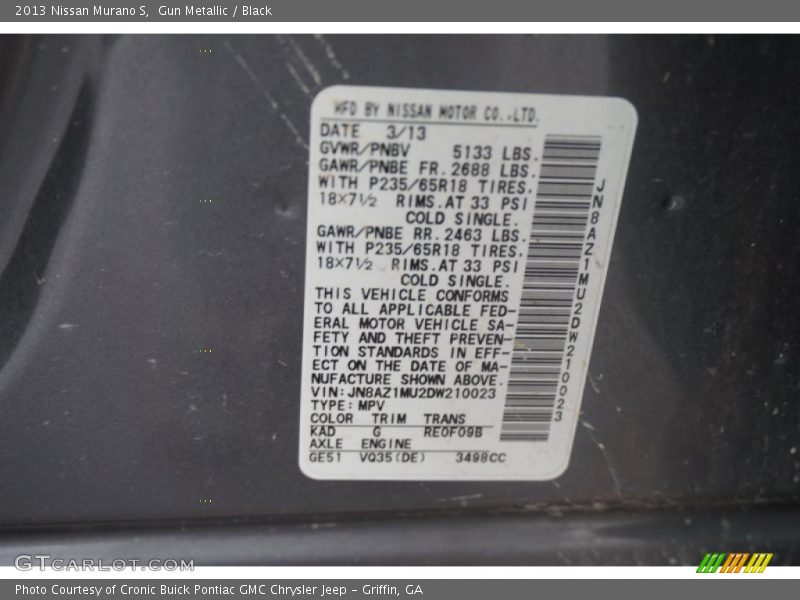 2013 Nissan Murano S,  Gun Metallic / Black
MFD BY NISSAN MOTOR CO.,LTD.
DATE 3/13
GVWR/PNBV 5133 LBS.
GAWR/PNBE FR. 2688 LBS.
WITH P235/65R18 TIRES,
18×7½ RIMS.AT 33 PSI
COLD SINGLE.
GAWR/PNBE RR. 2463 LBS.
WITH P235/65R18 TIRES,
18×7½ RIMS.AT 33 PSI
COLD SINGLE.
THIS VEHICLE CONFORMS
TO ALL APPLICABLE FED-
ERAL MOTOR VEHICLE SA-
FETY AND THEFT PREVEN-
TION STANDARDS IN EFF-
ECT ON THE DATE OF MA-
NUFACTURE SHOWN ABOVE.
VIN:JN8AZ1MU2DW210023
TYPE:MPV
COLOR TRIM TRANS
KAD G RE0F09B
AXLE ENGINE
GE51 VQ35(DE) 3498CC
JN8AZ1MU2DW210023
GTCARLOT.COM
Photo Courtesy of Cronic Buick Pontiac GMC Chrysler Jeep - Griffin, GA